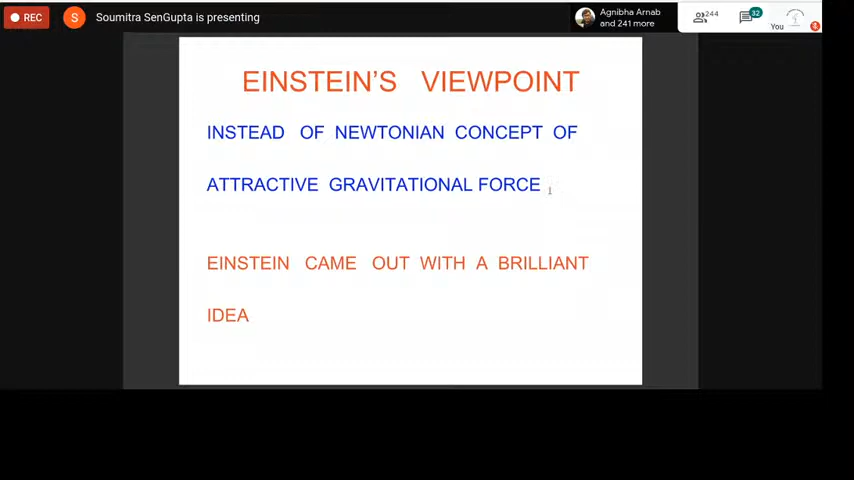 REC
S
Soumitra SenGupta is presenting
Agnibha Arnab
and 241 more
244
32
You
EINSTEIN'S VIEWPOINT
INSTEAD OF NEWTONIAN CONCEPT OF
ATTRACTIVE GRAVITATIONAL FORCE
EINSTEIN CAME OUT WITH A BRILLIANT
IDEA